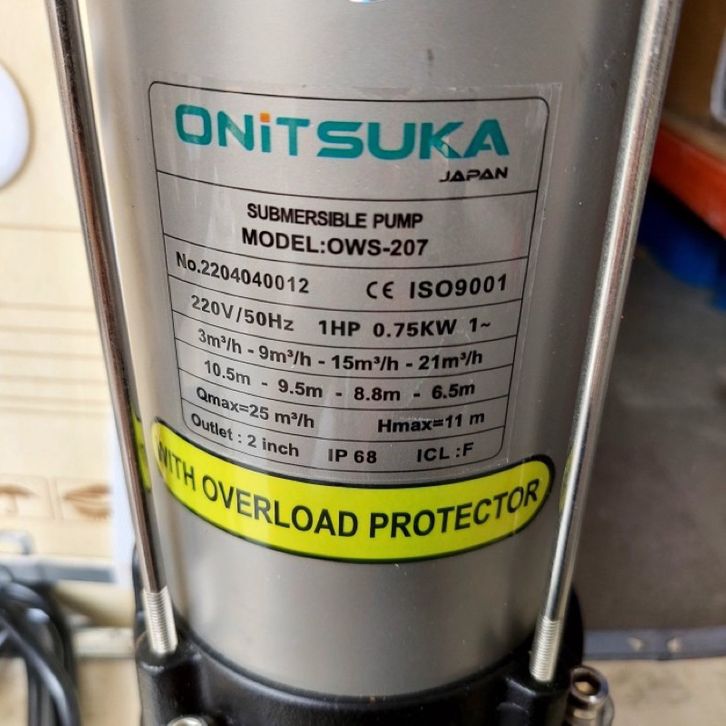 ONiTSUKA
JAPAN
SUBMERSIBLE PUMP
MODEL:OWS-207
No.2204040012 CE ISO9001
220V/50Hz 1HP 0.75KW 1~
3m³/h - 9m³/h - 15m³/h - 21m³/h
10.5m - 9.5m - 8.8m - 6.5m
Qmax=25 m³/h Hmax=11 m
Outlet : 2 inch IP 68 ICL :F
WITH OVERLOAD PROTECTOR